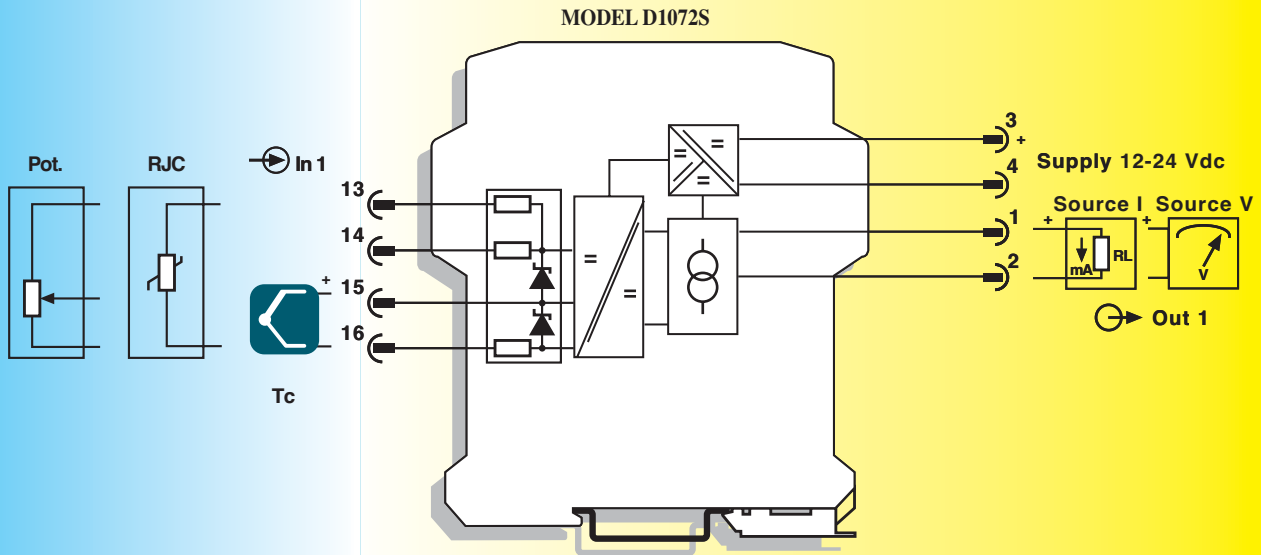 MODEL D1072S
Pot.
RJC
In 1
13
14
+
15
16
Tc
3
+
Supply 12-24 Vdc
4
Source I Source V
1
+
+
RL
mA
V
2
Out 1